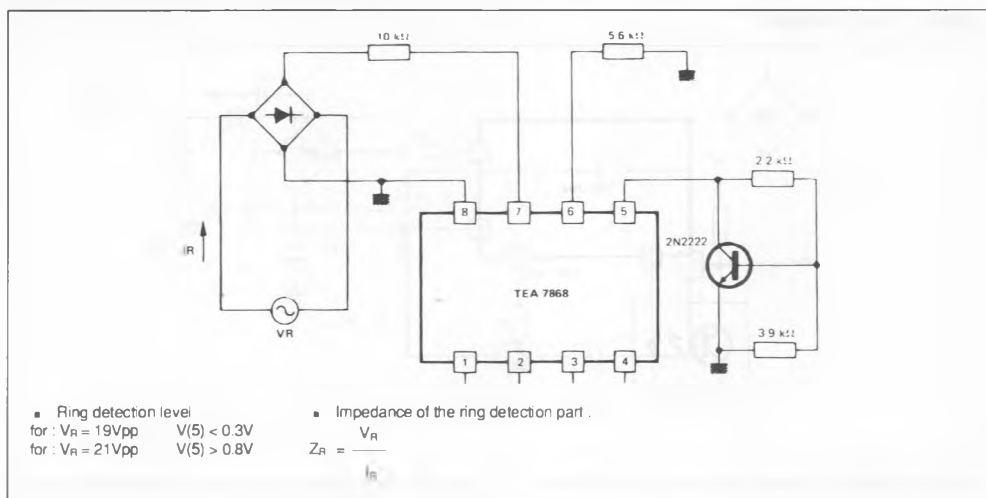 10 kΩ
5.6 kΩ
2.2 kΩ
8 7 6 5
2N2222
IR
TEA 7868
VR
3.9 kΩ
1 2 3 4
▪ Ring detection level
for : VR = 19Vpp V(5) < 0.3V
for : VR = 21Vpp V(5) > 0.8V
▪ Impedance of the ring detection part .
VR
ZR =
IR